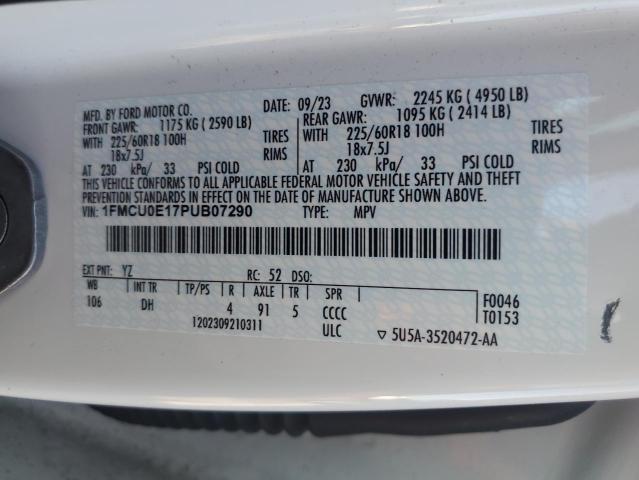 MFD. BY FORD MOTOR CO.
DATE: 09/23 GVWR: 2245 KG ( 4950 LB)
FRONT GAWR: 1175 KG ( 2590 LB)
REAR GAWR: 1095 KG ( 2414 LB)
WITH 225/60R18 100H TIRES
WITH 225/60R18 100H TIRES
18x7.5J RIMS
18x7.5J RIMS
AT 230 kPa/ 33 PSI COLD
AT 230 kPa/ 33 PSI COLD
THIS VEHICLE CONFORMS TO ALL APPLICABLE FEDERAL MOTOR VEHICLE SAFETY AND THEFT
PREVENTION STANDARDS IN EFFECT ON THE DATE OF MANUFACTURE SHOWN ABOVE.
VIN: 1FMCU0E17PUB07290 TYPE: MPV
EXT PNT: YZ RC: 52 DSO:
WB INT TR TP/PS R AXLE TR SPR
106 DH 4 91 5 CCCC
F0046
T0153
1202309210311 ULC
5U5A-3520472-AA